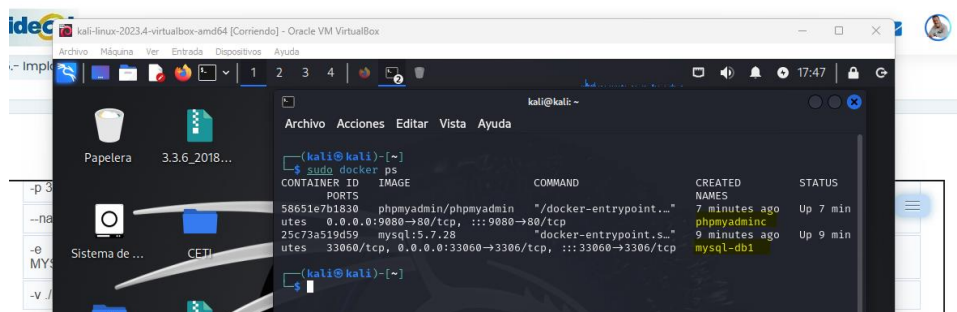 idec
kali-linux-2023.4-virtualbox-amd64 [Corriendo] - Oracle VM VirtualBox
Archivo Máquina Ver Entrada Dispositivos Ayuda
.- Imple
1 2 3 4
2
17:47
kali@kali: ~
Archivo Acciones Editar Vista Ayuda
Papelera
3.3.6_2018...
Sistema de ...
CETI
-p 3
--na
-e
MYS
-v ./
┌──(kali㉿kali)-[~]
└─$ sudo docker ps
CONTAINER ID IMAGE COMMAND CREATED STATUS
PORTS NAMES
58651e7b1830 phpmyadmin/phpmyadmin "/docker-entrypoint.…" 7 minutes ago Up 7 min
utes 0.0.0.0:9080→80/tcp, :::9080→80/tcp phpmyadminc
25c73a519d59 mysql:5.7.28 "docker-entrypoint.s…" 9 minutes ago Up 9 min
utes 33060/tcp, 0.0.0.0:33060→3306/tcp, :::33060→3306/tcp mysql-db1
┌──(kali㉿kali)-[~]
└─$